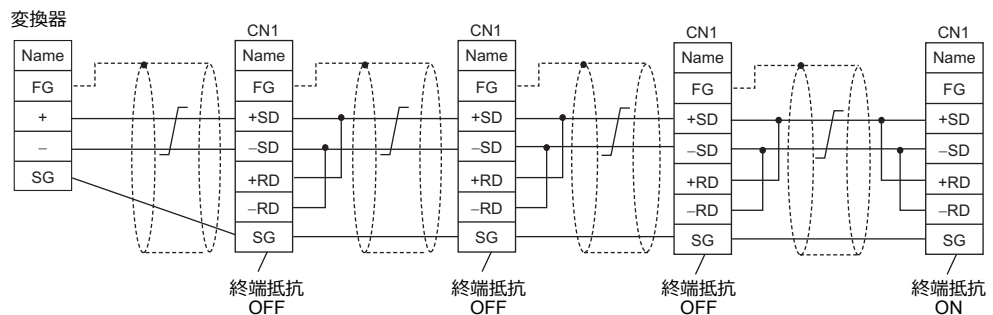 変換器
Name
FG
+
−
SG
CN1
Name
FG
+SD
−SD
+RD
−RD
SG
終端抵抗
OFF
CN1
Name
FG
+SD
−SD
+RD
−RD
SG
終端抵抗
OFF
CN1
Name
FG
+SD
−SD
+RD
−RD
SG
終端抵抗
OFF
CN1
Name
FG
+SD
−SD
+RD
−RD
SG
終端抵抗
ON